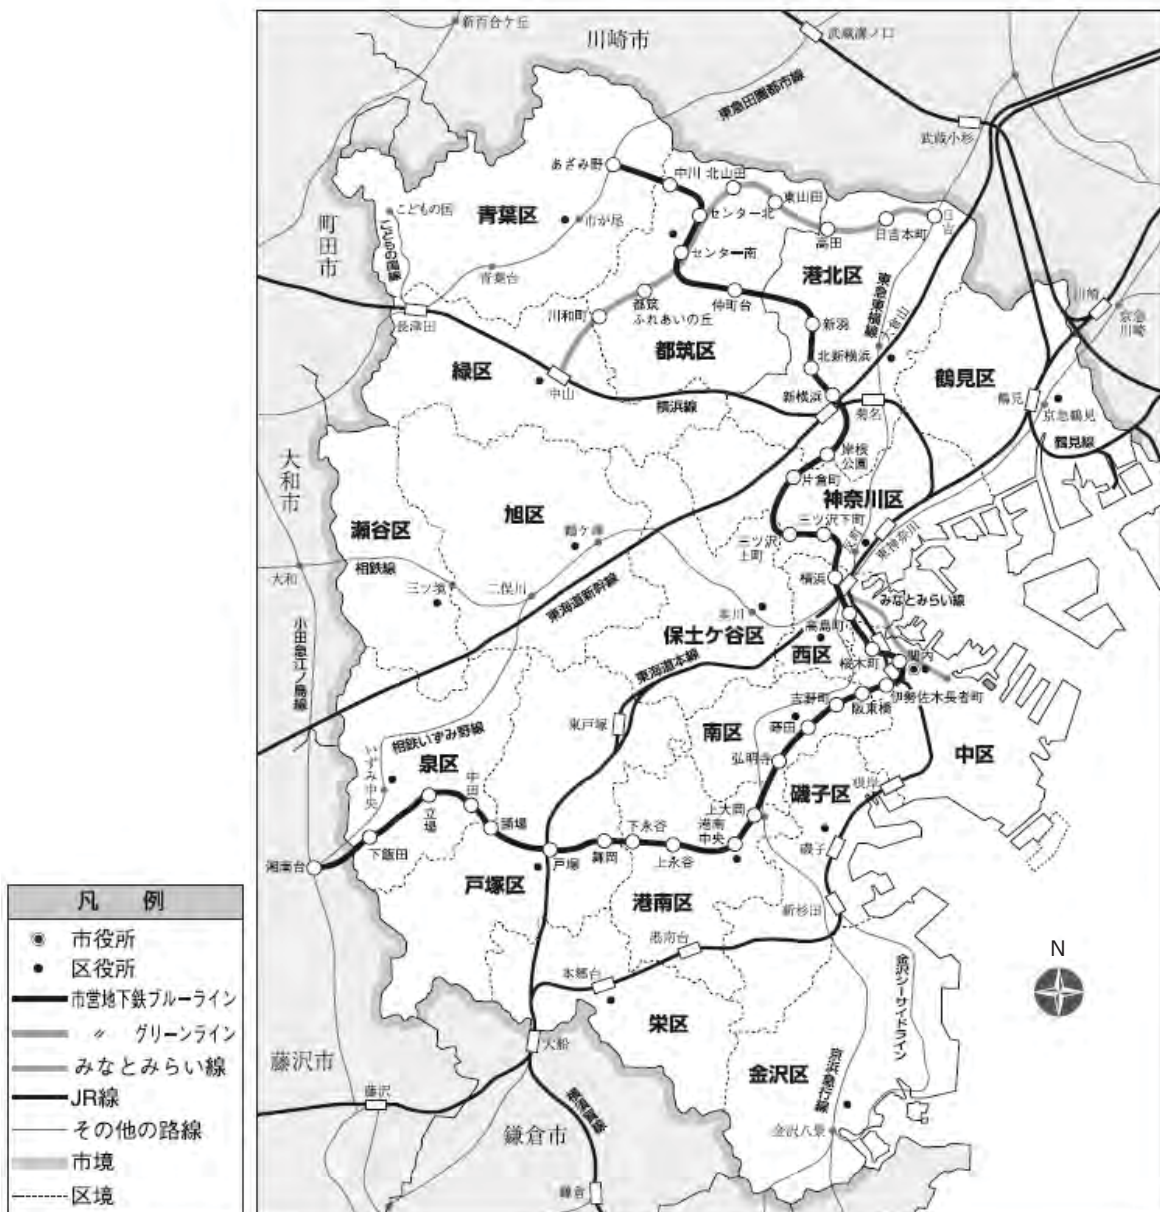 新百合ケ丘
川崎市
武蔵溝ノ口
東急田園都市線
武蔵小杉
あざみ野
中川
北山田
東山田
こどもの国
青葉区
市が尾
センター北
町田市
こどもの国線
高田
日吉本町
日吉
センター南
港北区
青葉台
東急東横線
川崎
京急
川崎
都筑
ふれあいの丘
仲町台
川和町
新羽
長津田
都筑区
北新横浜
緑区
鶴見区
中山
新横浜
横浜線
菊名
鶴見
京急鶴見
鶴見線
大和市
岸根
公園
片倉町
神奈川区
瀬谷区
旭区
鶴ケ峰
三ツ沢下町
三ツ沢
上町
東神奈川
大和
相鉄線
三ツ境
二俣川
東海道新幹線
横浜
みなとみらい線
小田急江ノ島線
保土ケ谷区
高島町
西区
桜木町
関内
東海道本線
伊勢佐木長者町
吉野町
阪東橋
東戸塚
南区
蒔田
相鉄いずみ野線
いずみ中央
泉区
中田
弘明寺
中区
根岸
磯子区
立場
踊場
上大岡
港南
中央
下永谷
磯子
湘南台
下飯田
戸塚
舞岡
上永谷
戸塚区
港南区
新杉田
港南台
本郷台
金沢シーサイドライン
N
栄区
大船
藤沢市
金沢区
京浜急行線
藤沢
横須賀線
鎌倉市
金沢八景
鎌倉
凡 例
市役所
区役所
市営地下鉄ブルーライン
〃 グリーンライン
みなとみらい線
JR線
その他の路線
市境
区境